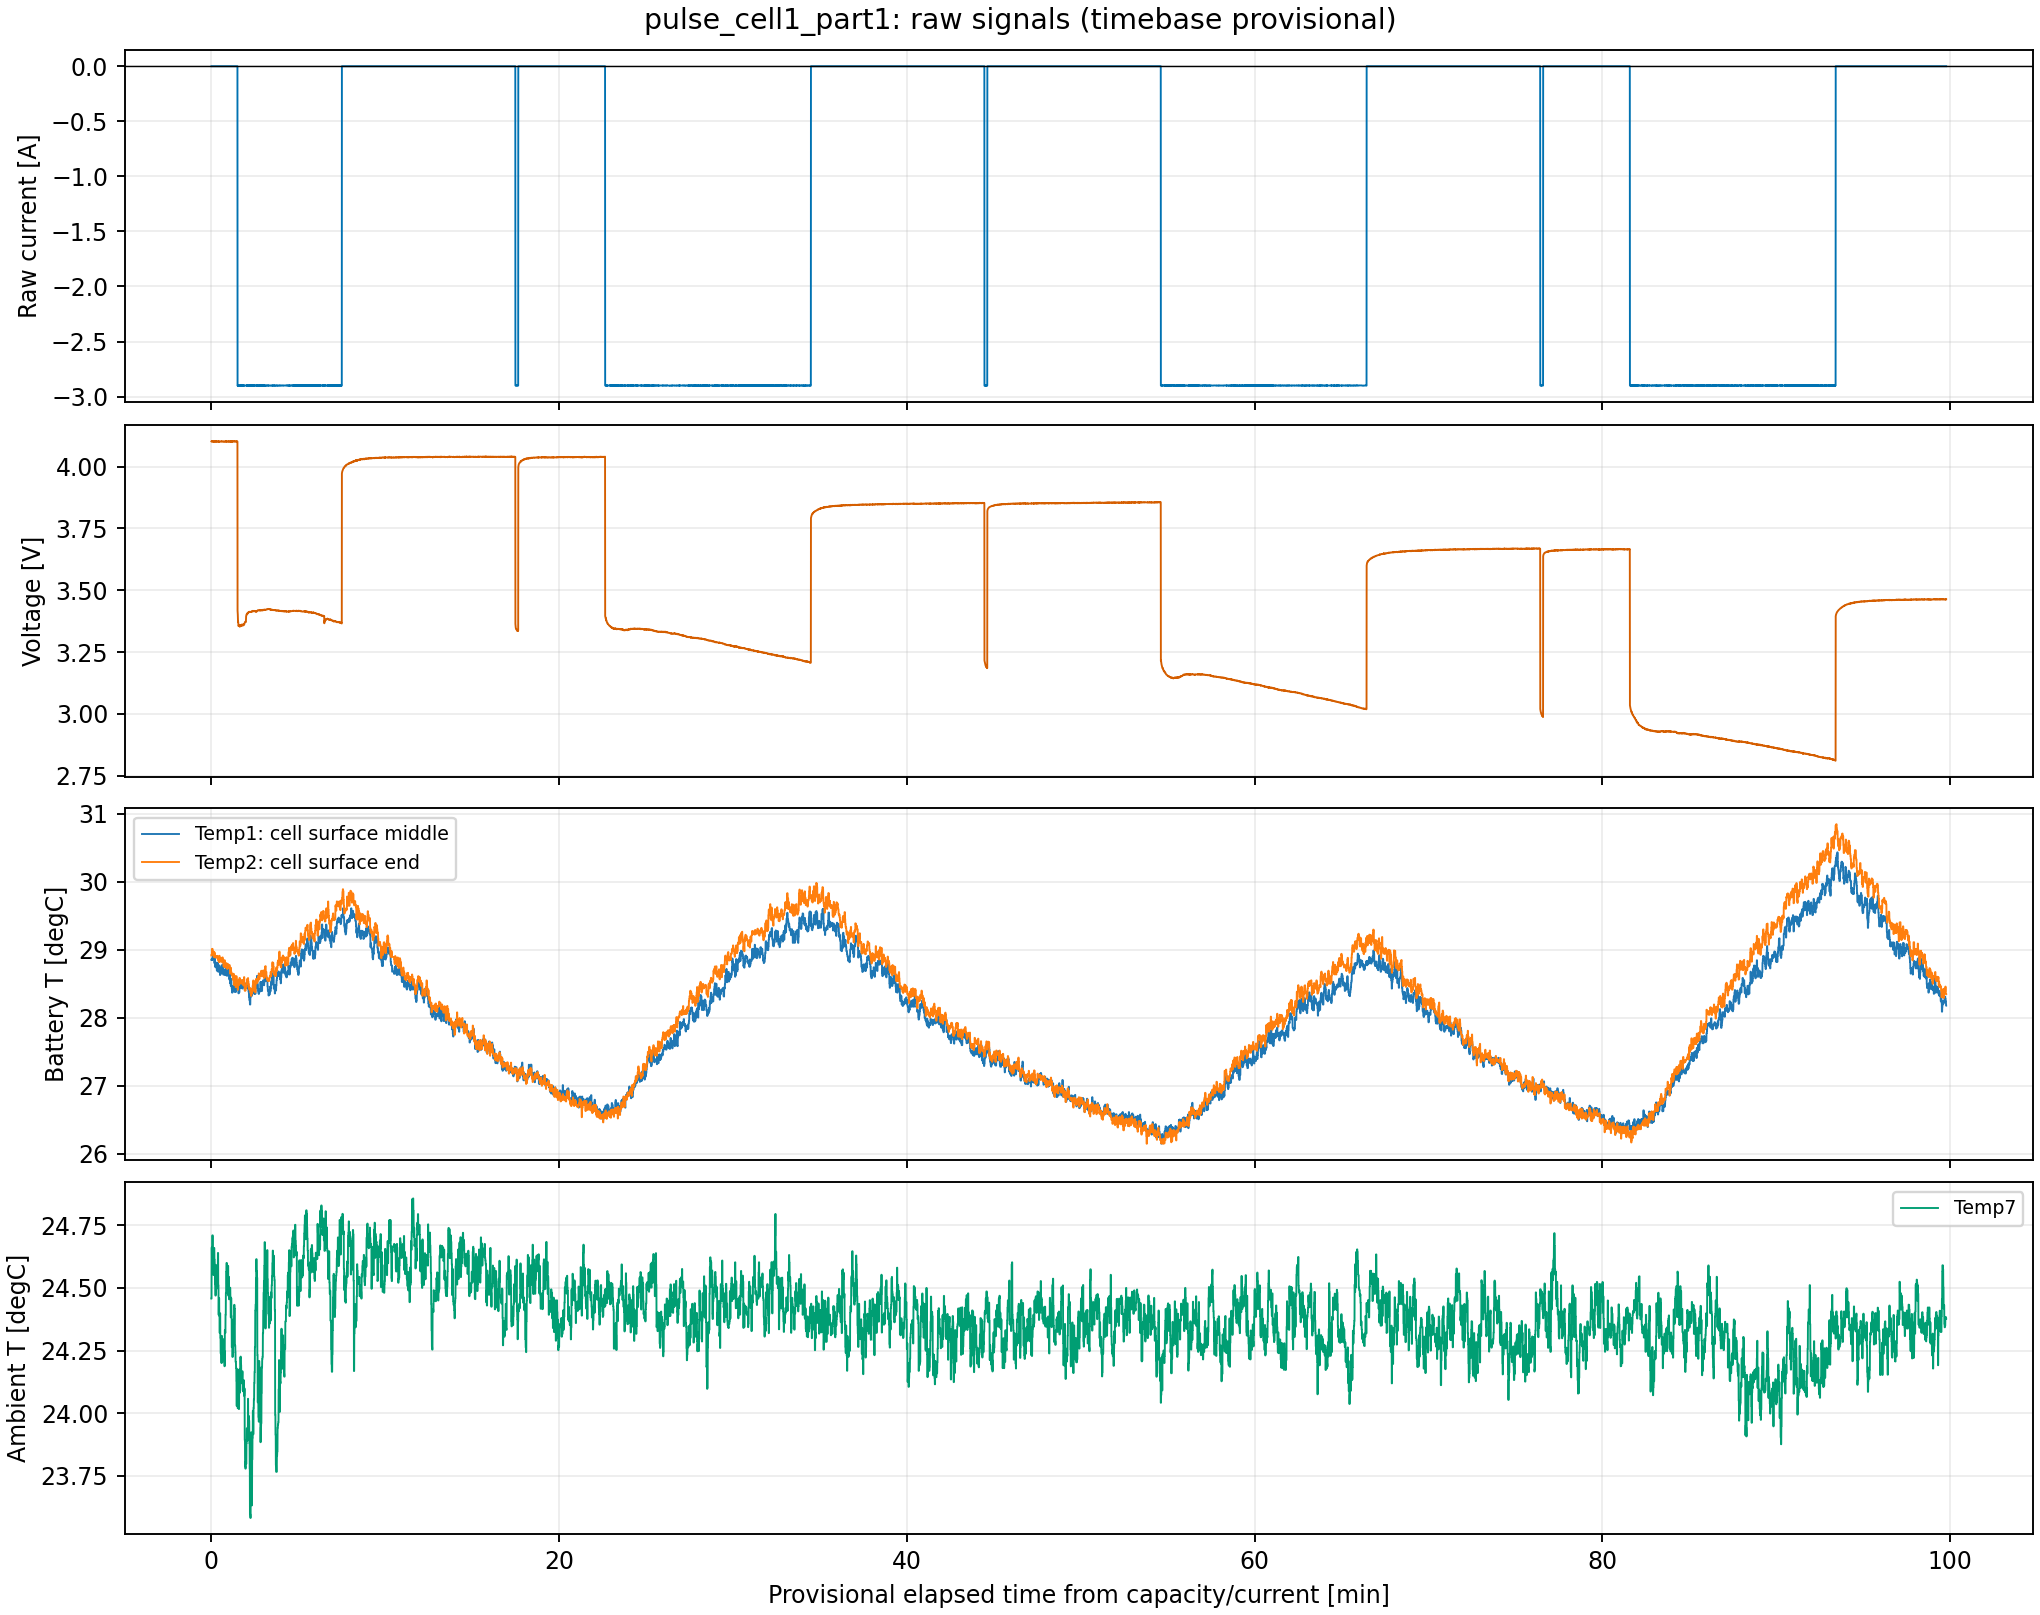 pulse_cell1_part1: raw signals (timebase provisional)
Raw current [A]
0.0
−0.5
−1.0
−1.5
−2.0
−2.5
−3.0
Voltage [V]
4.00
3.75
3.50
3.25
3.00
2.75
Battery T [degC]
31
30
29
28
27
26
Temp1: cell surface middle
Temp2: cell surface end
Ambient T [degC]
24.75
24.50
24.25
24.00
23.75
Temp7
0 20 40 60 80 100
Provisional elapsed time from capacity/current [min]